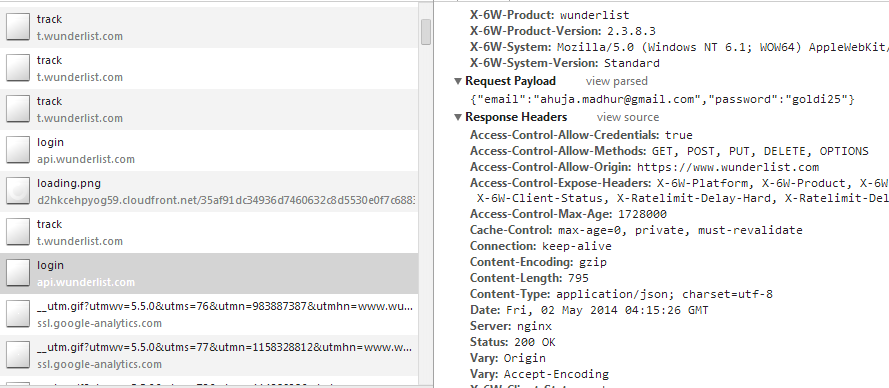 track
t.wunderlist.com
track
t.wunderlist.com
track
t.wunderlist.com
login
api.wunderlist.com
loading.png
d2hkcehpyog59.cloudfront.net/35af91dc34936d7460632c8d5530e0f7c688
track
t.wunderlist.com
login
api.wunderlist.com
__utm.gif?utmwv=5.5.0&utms=76&utmn=983887387&utmhn=www.wu...
ssl.google-analytics.com
__utm.gif?utmwv=5.5.0&utms=77&utmn=1158328812&utmhn=www.w...
ssl.google-analytics.com
X-6W-Product: wunderlist
X-6W-Product-Version: 2.3.8.3
X-6W-System: Mozilla/5.0 (Windows NT 6.1; WOW64) AppleWebKit/
X-6W-System-Version: Standard
▼ Request Payload view parsed
{"email":"ahuja.madhur@gmail.com","password":"goldi25"}
▼ Response Headers view source
Access-Control-Allow-Credentials: true
Access-Control-Allow-Methods: GET, POST, PUT, DELETE, OPTIONS
Access-Control-Allow-Origin: https://www.wunderlist.com
Access-Control-Expose-Headers: X-6W-Platform, X-6W-Product, X-6W
X-6W-Client-Status, X-Ratelimit-Delay-Hard, X-Ratelimit-Del
Access-Control-Max-Age: 1728000
Cache-Control: max-age=0, private, must-revalidate
Connection: keep-alive
Content-Encoding: gzip
Content-Length: 795
Content-Type: application/json; charset=utf-8
Date: Fri, 02 May 2014 04:15:26 GMT
Server: nginx
Status: 200 OK
Vary: Origin
Vary: Accept-Encoding